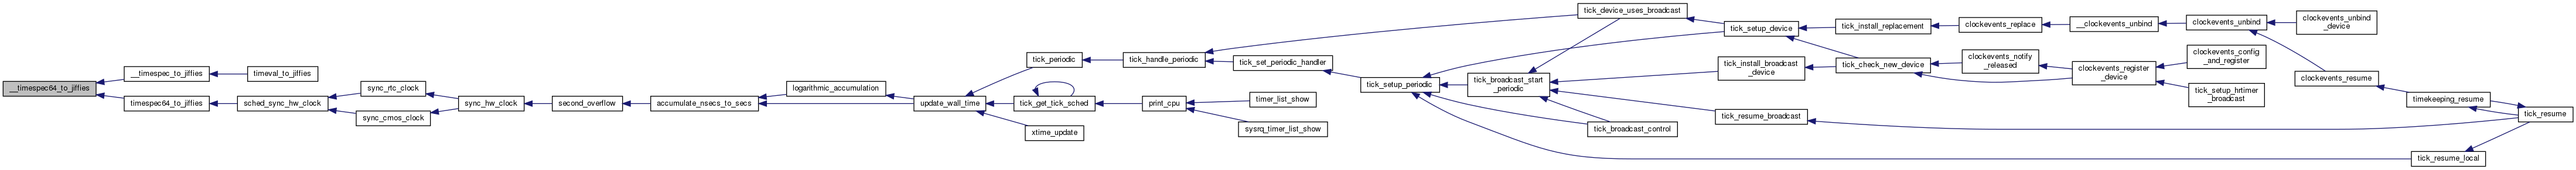 __timespec64_to_jiffies
__timespec_to_jiffies
timeval_to_jiffies
timespec64_to_jiffies
sched_sync_hw_clock
sync_rtc_clock
sync_cmos_clock
sync_hw_clock
second_overflow
accumulate_nsecs_to_secs
logarithmic_accumulation
update_wall_time
tick_periodic
tick_get_tick_sched
xtime_update
tick_handle_periodic
print_cpu
tick_set_periodic_handler
timer_list_show
sysrq_timer_list_show
tick_setup_periodic
tick_device_uses_broadcast
tick_broadcast_start
_periodic
tick_broadcast_control
tick_setup_device
tick_install_broadcast
_device
tick_resume_broadcast
tick_install_replacement
tick_check_new_device
clockevents_replace
clockevents_notify
_released
__clockevents_unbind
clockevents_register
_device
clockevents_unbind
clockevents_config
_and_register
tick_setup_hrtimer
_broadcast
clockevents_unbind
_device
clockevents_resume
timekeeping_resume
tick_resume
tick_resume_local